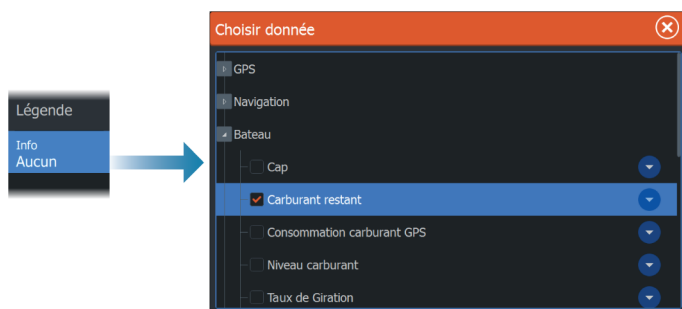 Légende
Info
Aucun
Choisir donnée
GPS
Navigation
Bateau
Cap
Carburant restant
Consommation carburant GPS
Niveau carburant
Taux de Giration